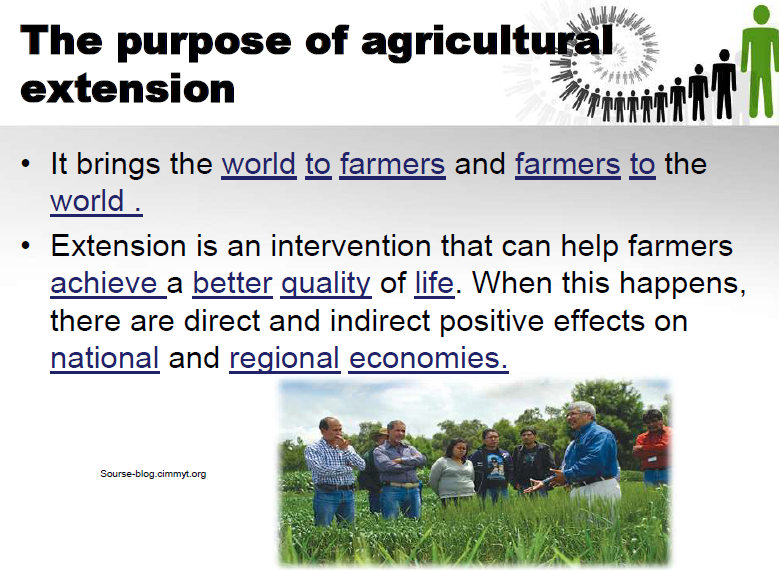 The purpose of agricultural
extension
• It brings the world to farmers and farmers to the
world .
• Extension is an intervention that can help farmers
achieve a better quality of life. When this happens,
there are direct and indirect positive effects on
national and regional economies.
Sourse-blog.cimmyt.org